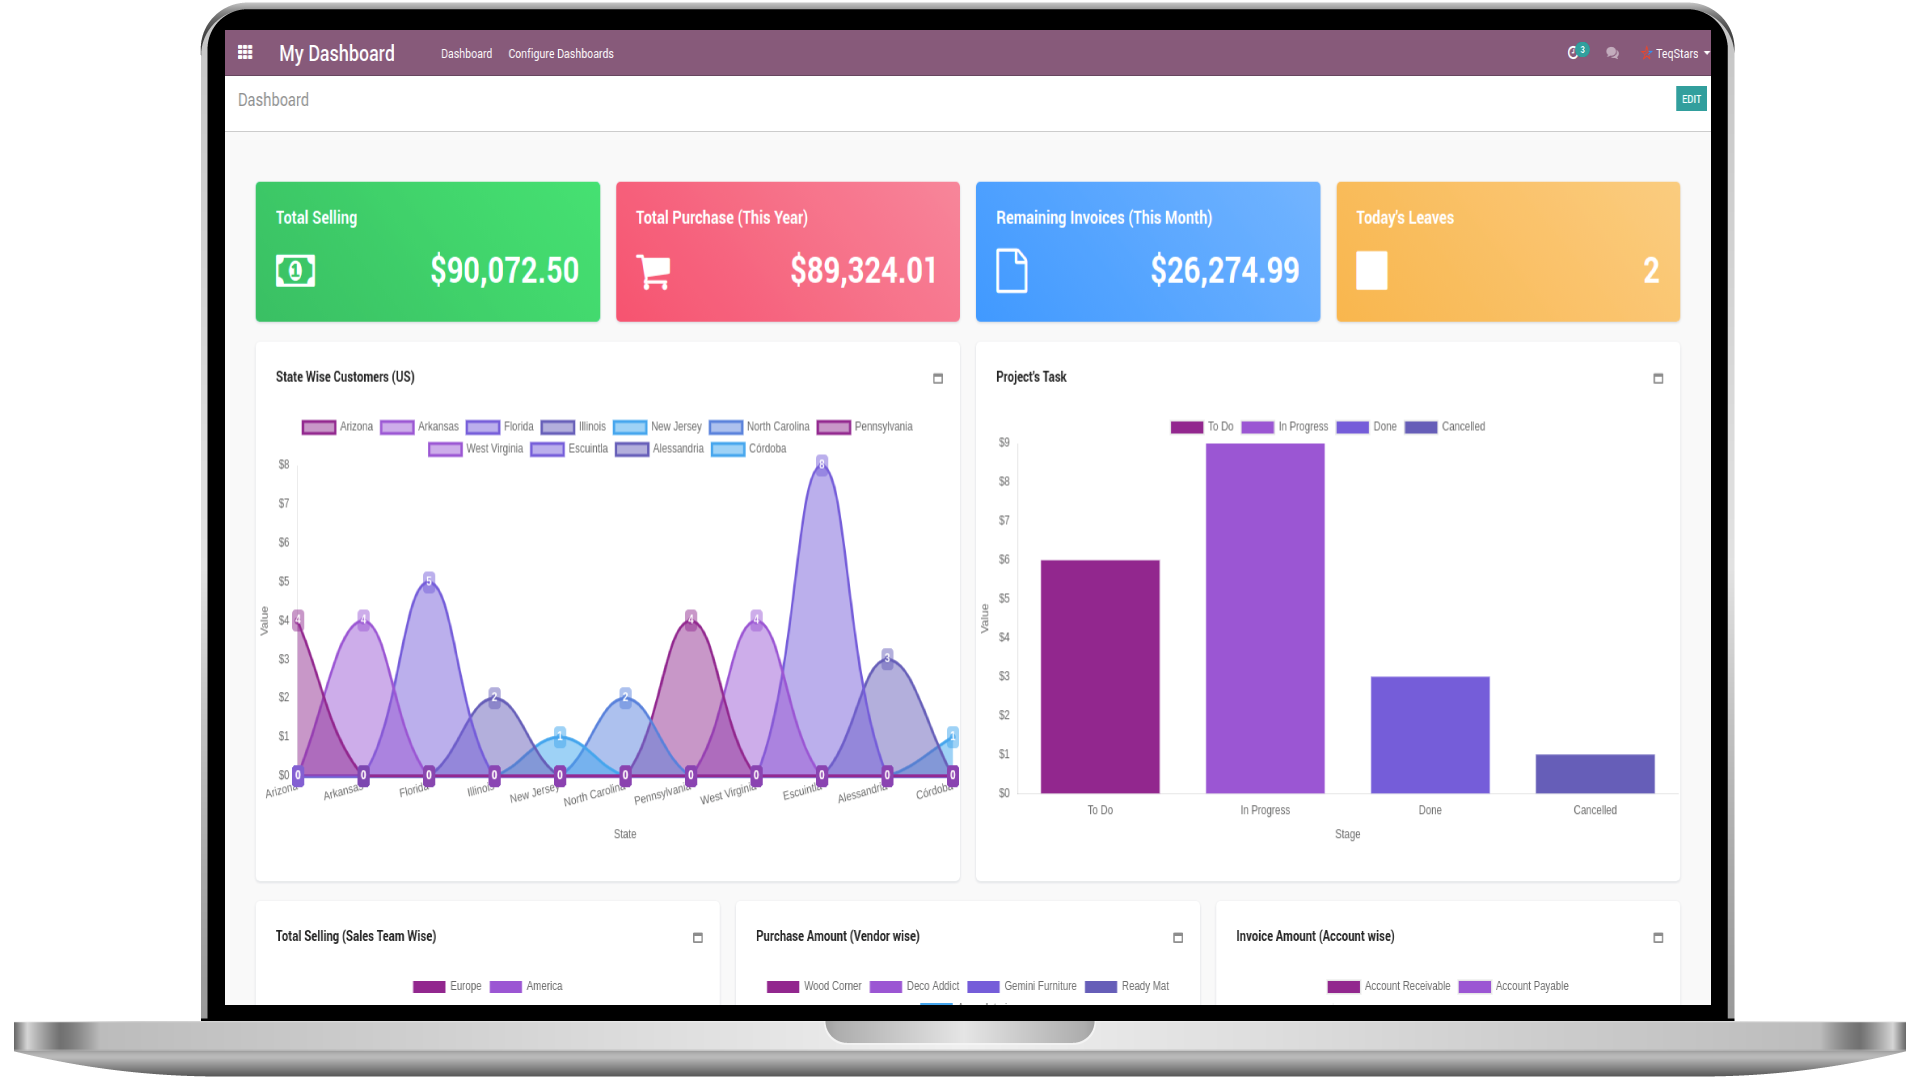 My Dashboard Dashboard Configure Dashboards 3 TeqStars
Dashboard EDIT
Total Selling
1 $90,072.50
Total Purchase (This Year)
$89,324.01
Remaining Invoices (This Month)
$26,274.99
Today's Leaves
2
State Wise Customers (US)
Arizona Arkansas Florida Illinois New Jersey North Carolina Pennsylvania
West Virginia Escuintla Alessandria Córdoba
$8
$7
$6
$5
$4
$3
$2
$1
$0
Value
4 4 5 2 1 2 4 4 8 3 1
0 0 0 0 0 0 0 0 0 0 0
Arizona Arkansas Florida Illinois New Jersey North Carolina Pennsylvania West Virginia Escuintla Alessandria Córdoba
State
Project's Task
To Do In Progress Done Cancelled
$9
$8
$7
$6
$5
$4
$3
$2
$1
$0
Value
To Do In Progress Done Cancelled
Stage
Total Selling (Sales Team Wise)
Europe America
Purchase Amount (Vendor wise)
Wood Corner Deco Addict Gemini Furniture Ready Mat
Invoice Amount (Account wise)
Account Receivable Account Payable